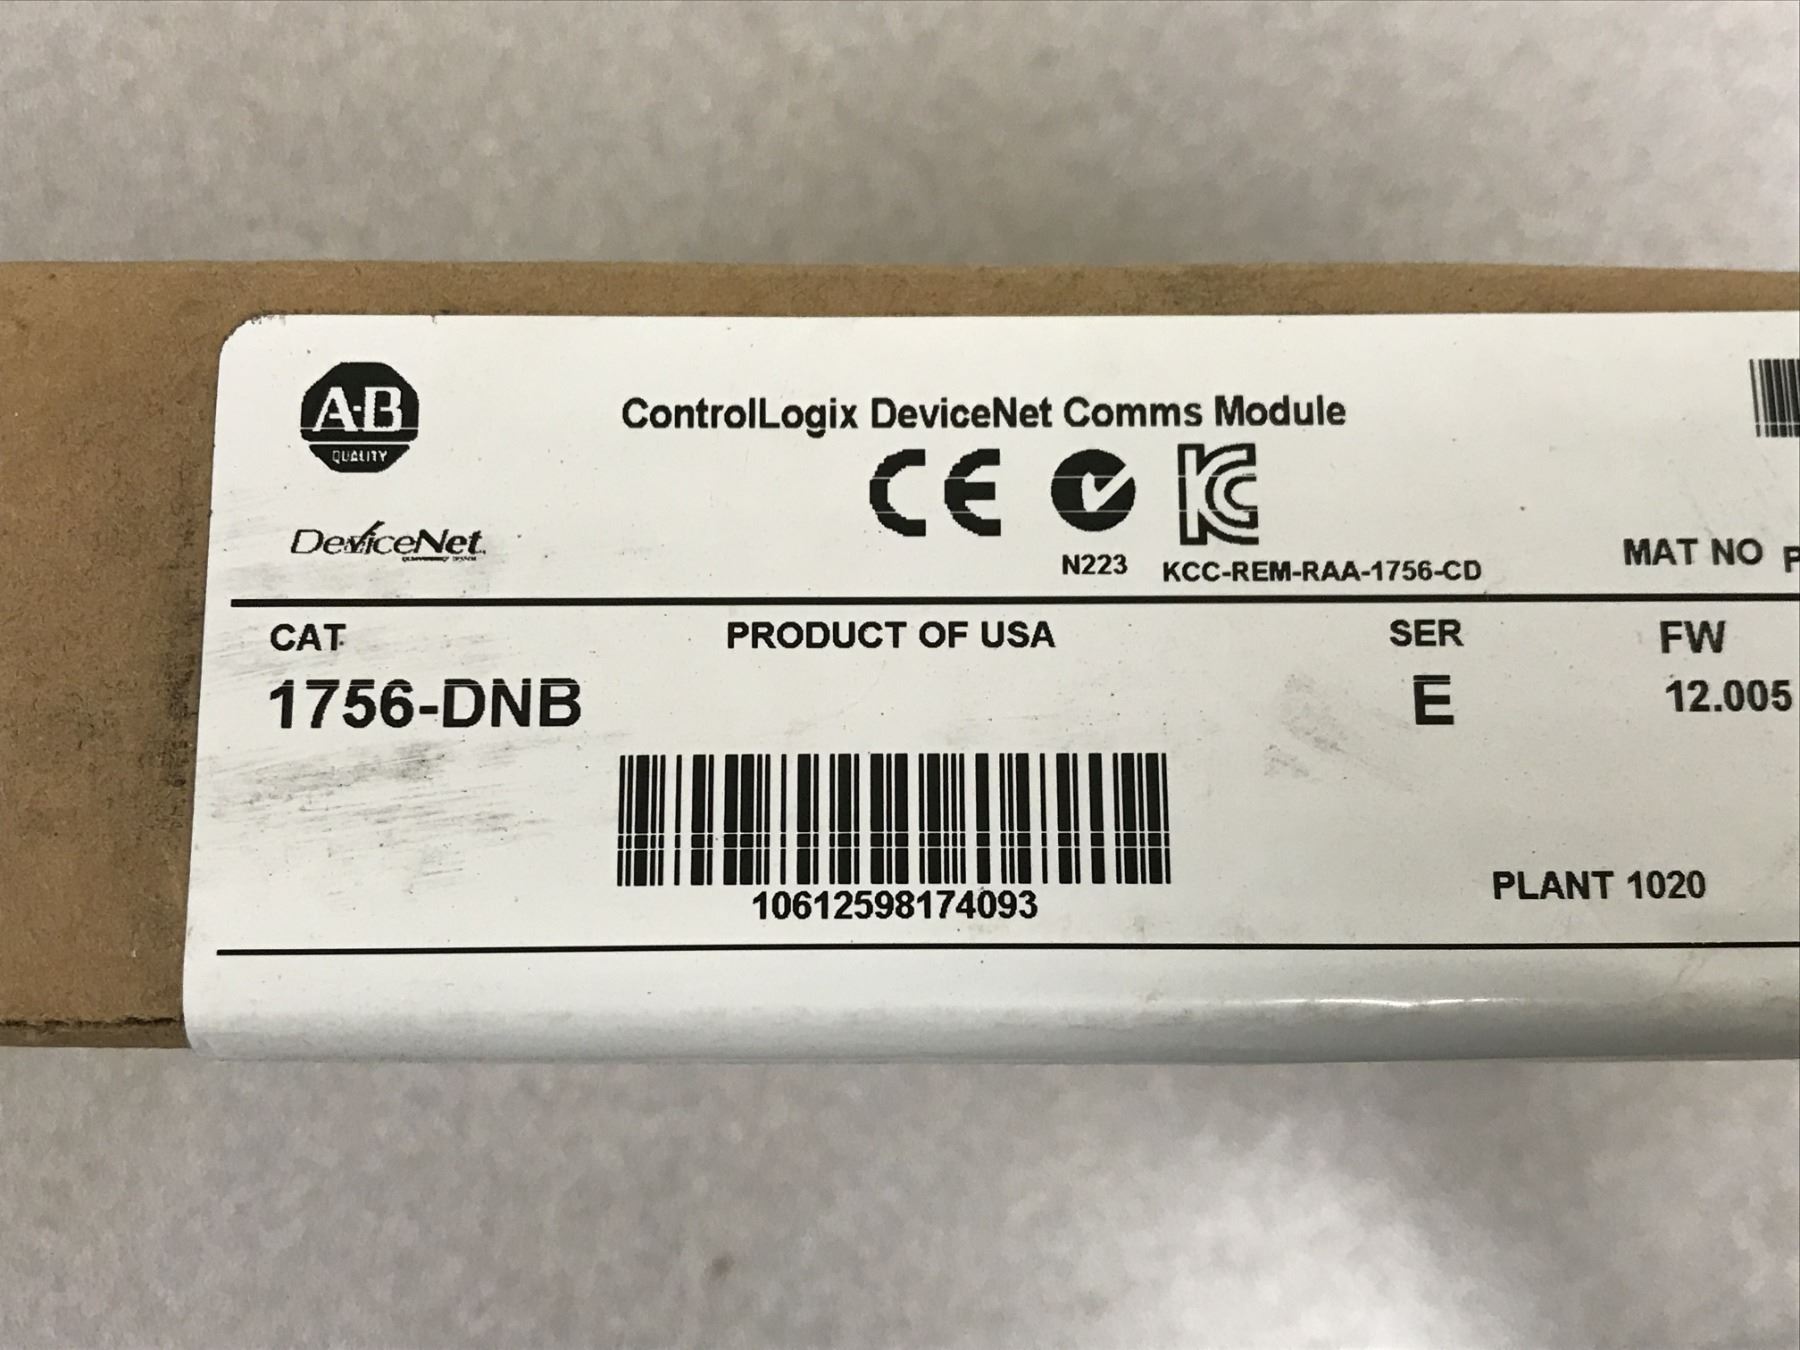 A-B
QUALITY
ControlLogix DeviceNet Comms Module
CE
KC
DeviceNet
N223
KCC-REM-RAA-1756-CD
MAT NO
CAT
PRODUCT OF USA
SER
FW
1756-DNB
E
12.005
10612598174093
PLANT 1020